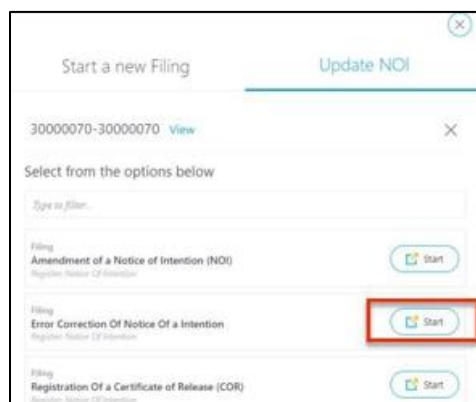 Start a new Filing
Update NOI
30000070-30000070 View
Select from the options below
Type to filter...
Filing
Amendment of a Notice of Intention (NOI)
Start
Register Notice Of Intention
Filing
Error Correction Of Notice Of a Intention
Start
Register Notice Of Intention
Filing
Registration Of a Certificate of Release (COR)
Start
Register Notice Of Intention